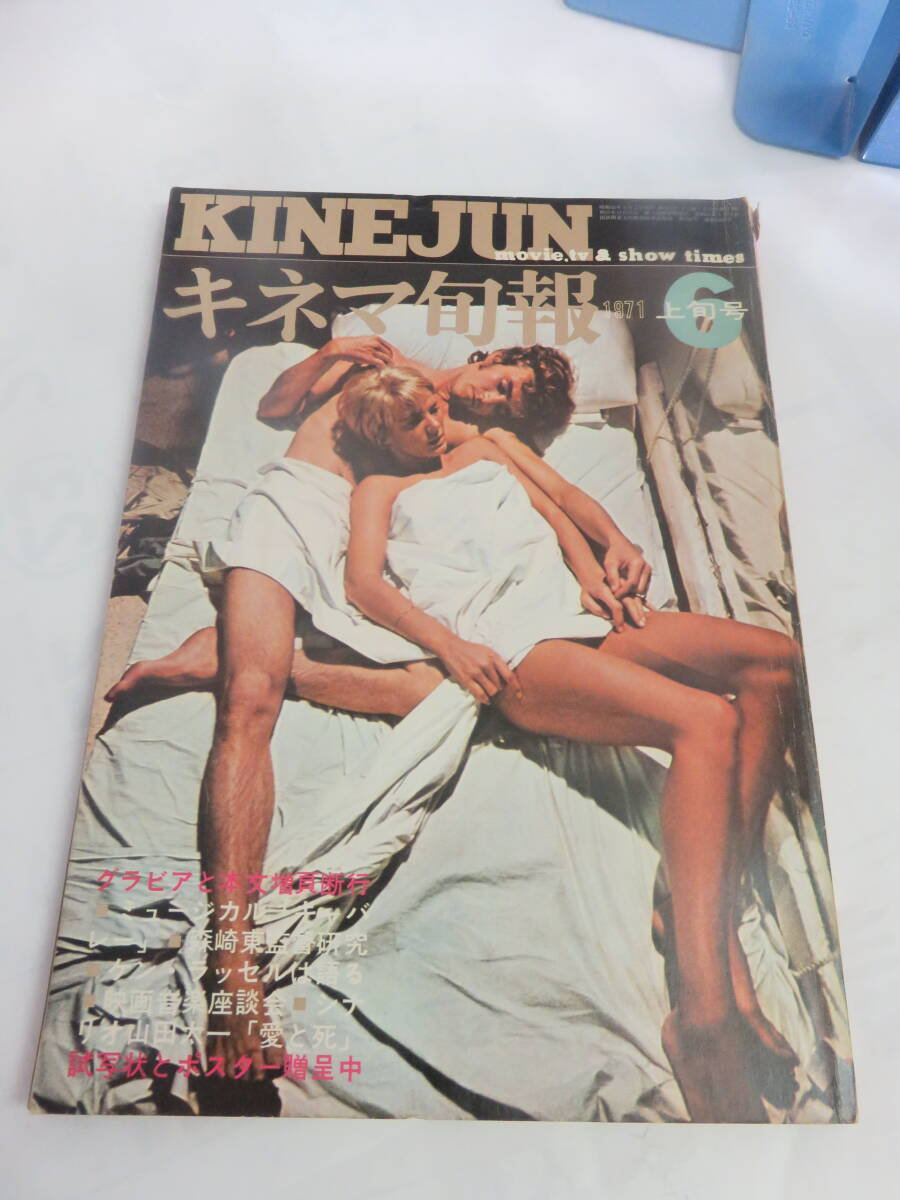 KINEJUN
movie.tv & show times
キネマ旬報
1971 上旬号
6
グラビアと本文増頁断行
■ミュージカル「キャバ
レー」■森崎東監督研究
■ケン・ラッセルは語る
■映画音楽座談会■シナ
リオ山田太一「愛と死」
試写状とポスター贈呈中